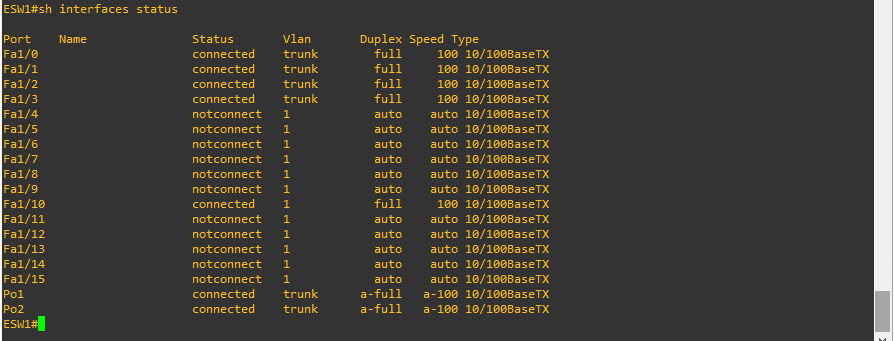 ESW1#sh interfaces status
Port Name Status Vlan Duplex Speed Type
Fa1/0 connected trunk full 100 10/100BaseTX
Fa1/1 connected trunk full 100 10/100BaseTX
Fa1/2 connected trunk full 100 10/100BaseTX
Fa1/3 connected trunk full 100 10/100BaseTX
Fa1/4 notconnect 1 auto auto 10/100BaseTX
Fa1/5 notconnect 1 auto auto 10/100BaseTX
Fa1/6 notconnect 1 auto auto 10/100BaseTX
Fa1/7 notconnect 1 auto auto 10/100BaseTX
Fa1/8 notconnect 1 auto auto 10/100BaseTX
Fa1/9 notconnect 1 auto auto 10/100BaseTX
Fa1/10 connected 1 full 100 10/100BaseTX
Fa1/11 notconnect 1 auto auto 10/100BaseTX
Fa1/12 notconnect 1 auto auto 10/100BaseTX
Fa1/13 notconnect 1 auto auto 10/100BaseTX
Fa1/14 notconnect 1 auto auto 10/100BaseTX
Fa1/15 notconnect 1 auto auto 10/100BaseTX
Po1 connected trunk a-full a-100 10/100BaseTX
Po2 connected trunk a-full a-100 10/100BaseTX
ESW1#